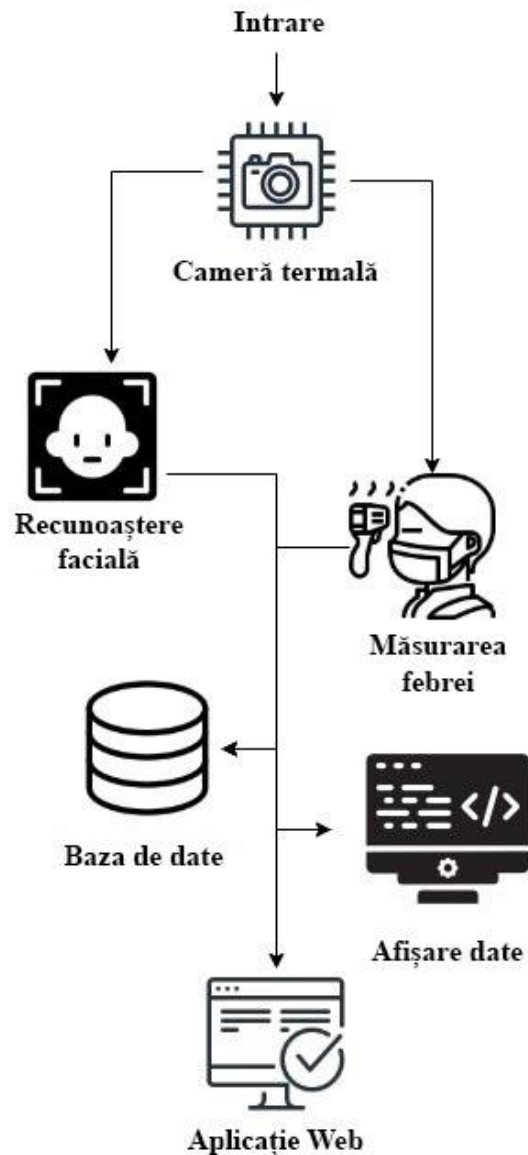 Intrare
Cameră termală
Recunoaștere
facială
Măsurarea
febrei
Baza de date
</>
Afișare date
Aplicație Web